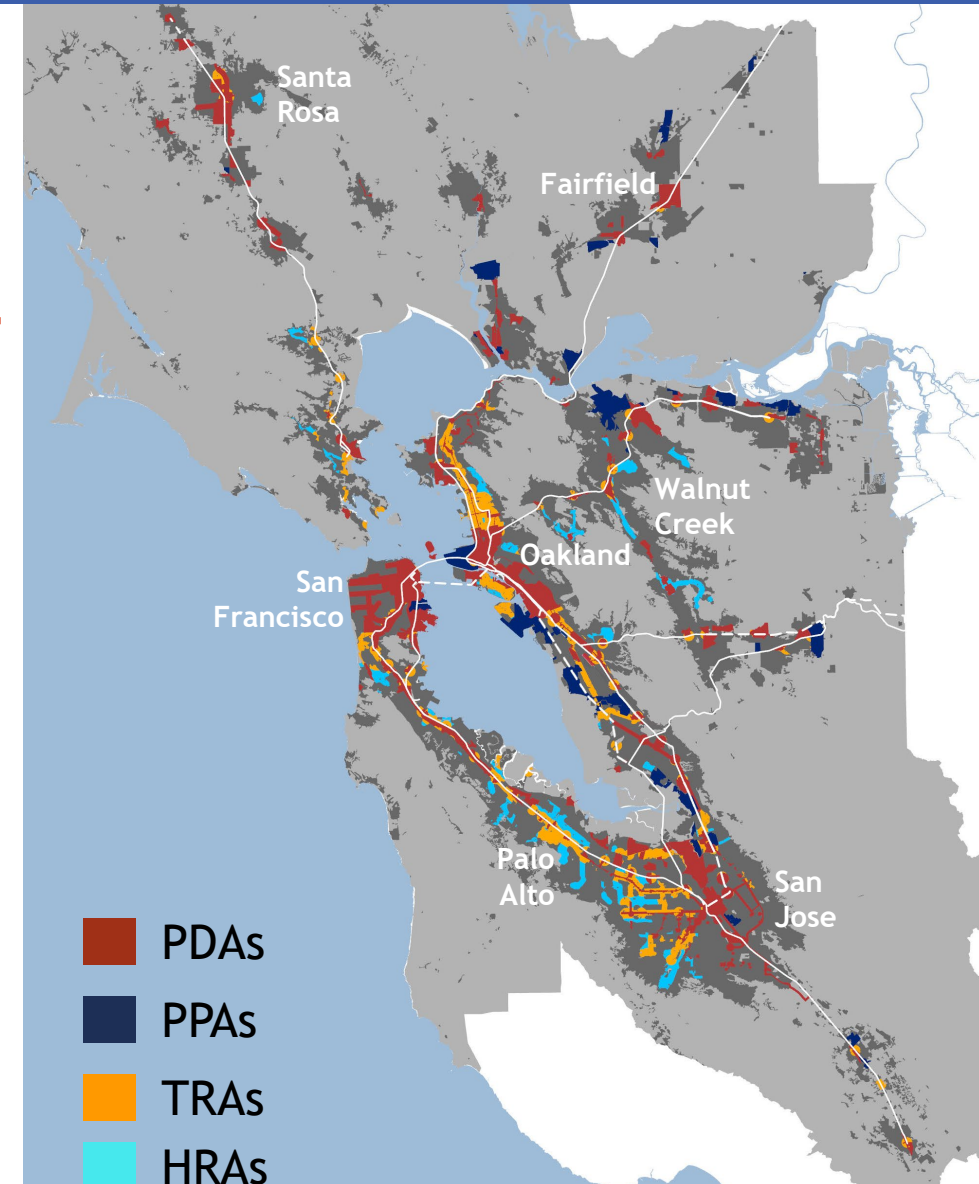 Santa
Rosa
Fairfield
Walnut
Creek
Oakland
San
Francisco
Palo
Alto
San
Jose
PDAs
PPAs
TRAs
HRAs